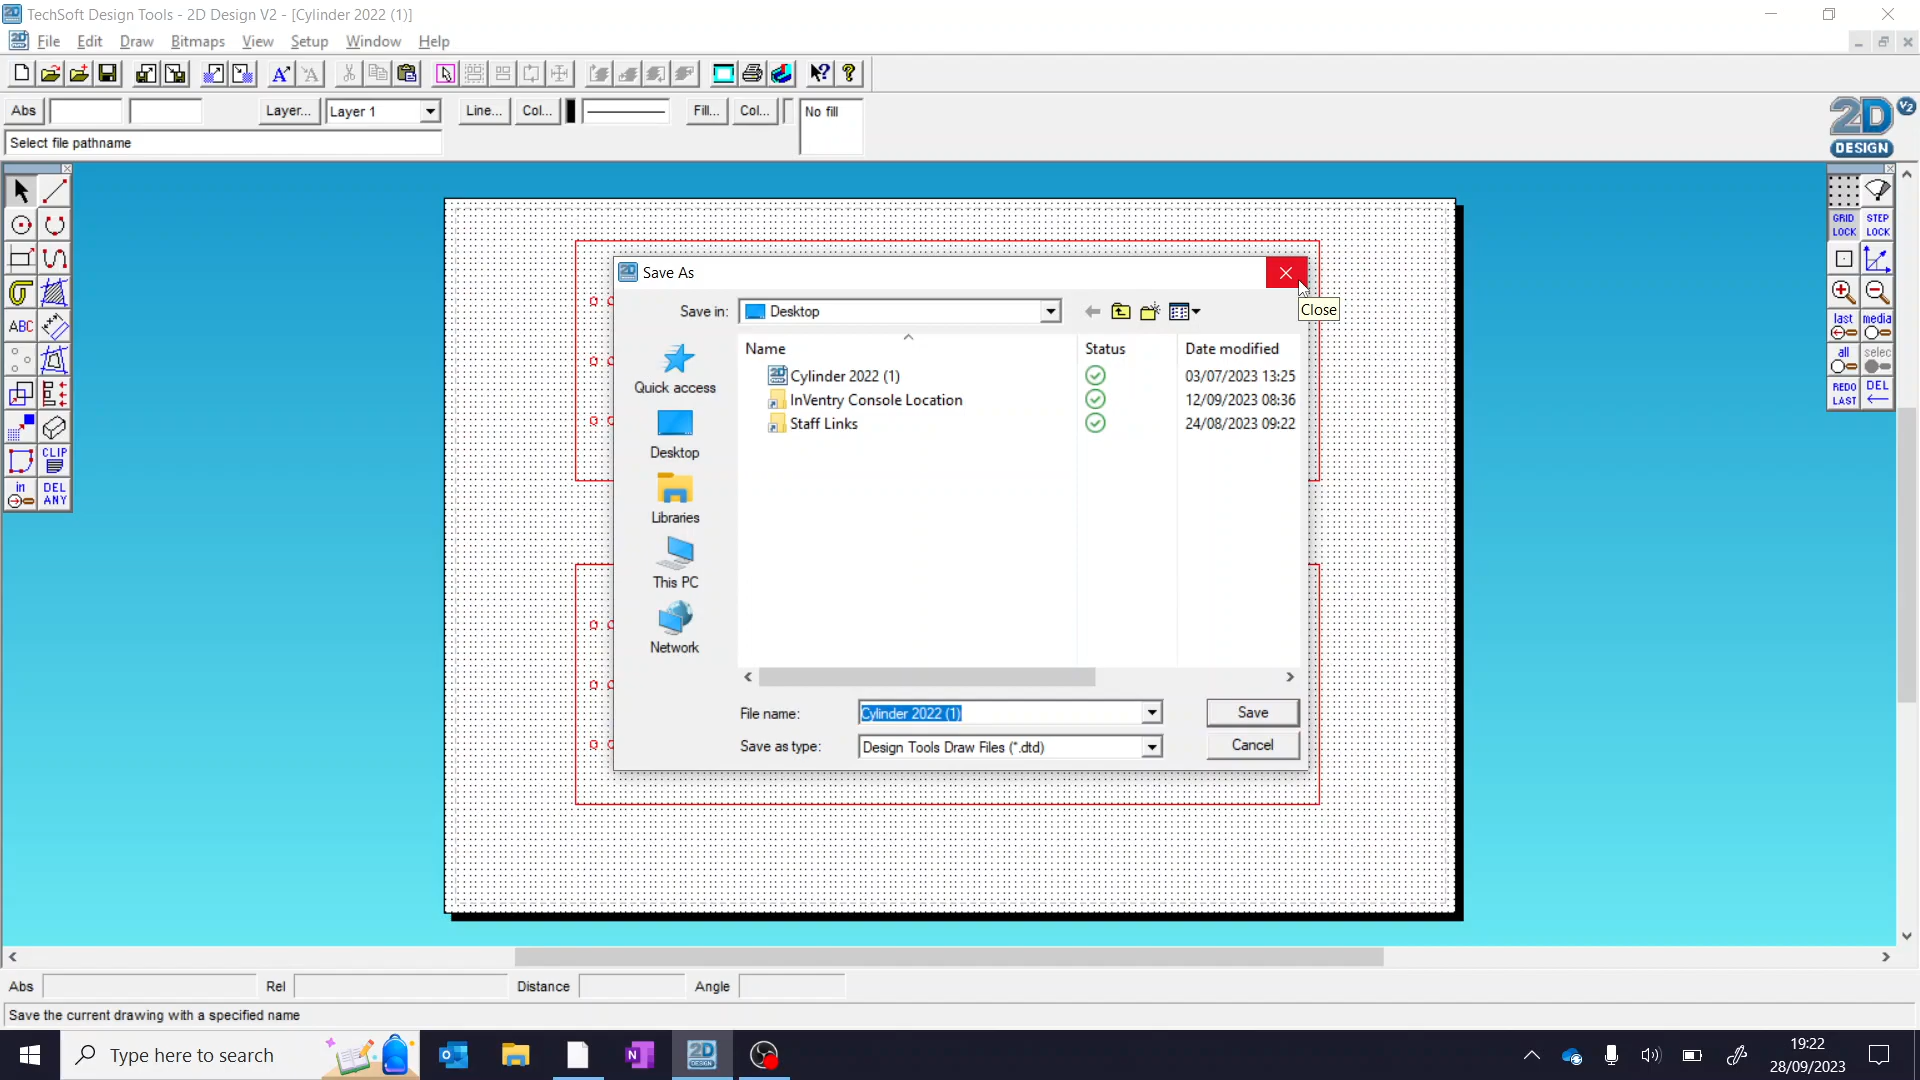 TechSoft Design Tools - 2D Design V2 - [Cylinder 2022 (1)]
File Edit Draw Bitmaps View Setup Window Help
Abs Layer... Layer 1 Line... Col... Fill... Col... No fill
Select file pathname
2D V2
DESIGN
Save As
Close
Save in: Desktop
Name Status Date modified
Cylinder 2022 (1) 03/07/2023 13:25
InVentry Console Location 12/09/2023 08:36
Staff Links 24/08/2023 09:22
Quick access
Desktop
Libraries
This PC
Network
File name: Cylinder 2022 (1) Save
Save as type: Design Tools Draw Files (*.dtd) Cancel
ABC
CLIP
in DEL
ANY
GRID STEP
LOCK LOCK
last media
all selec
REDO DEL
LAST
Abs Rel Distance Angle
Save the current drawing with a specified name
Type here to search
19:22
28/09/2023